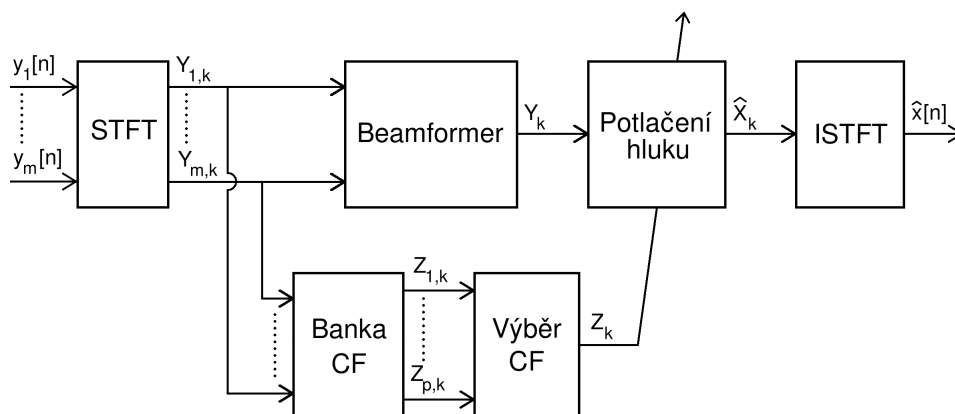 y1[n]
ym[n]
STFT
Y1,k
Ym,k
Beamformer
Yk
Potlačení
hluku
X̂k
ISTFT
x̂[n]
Banka
CF
Z1,k
Zp,k
Výběr
CF
Zk